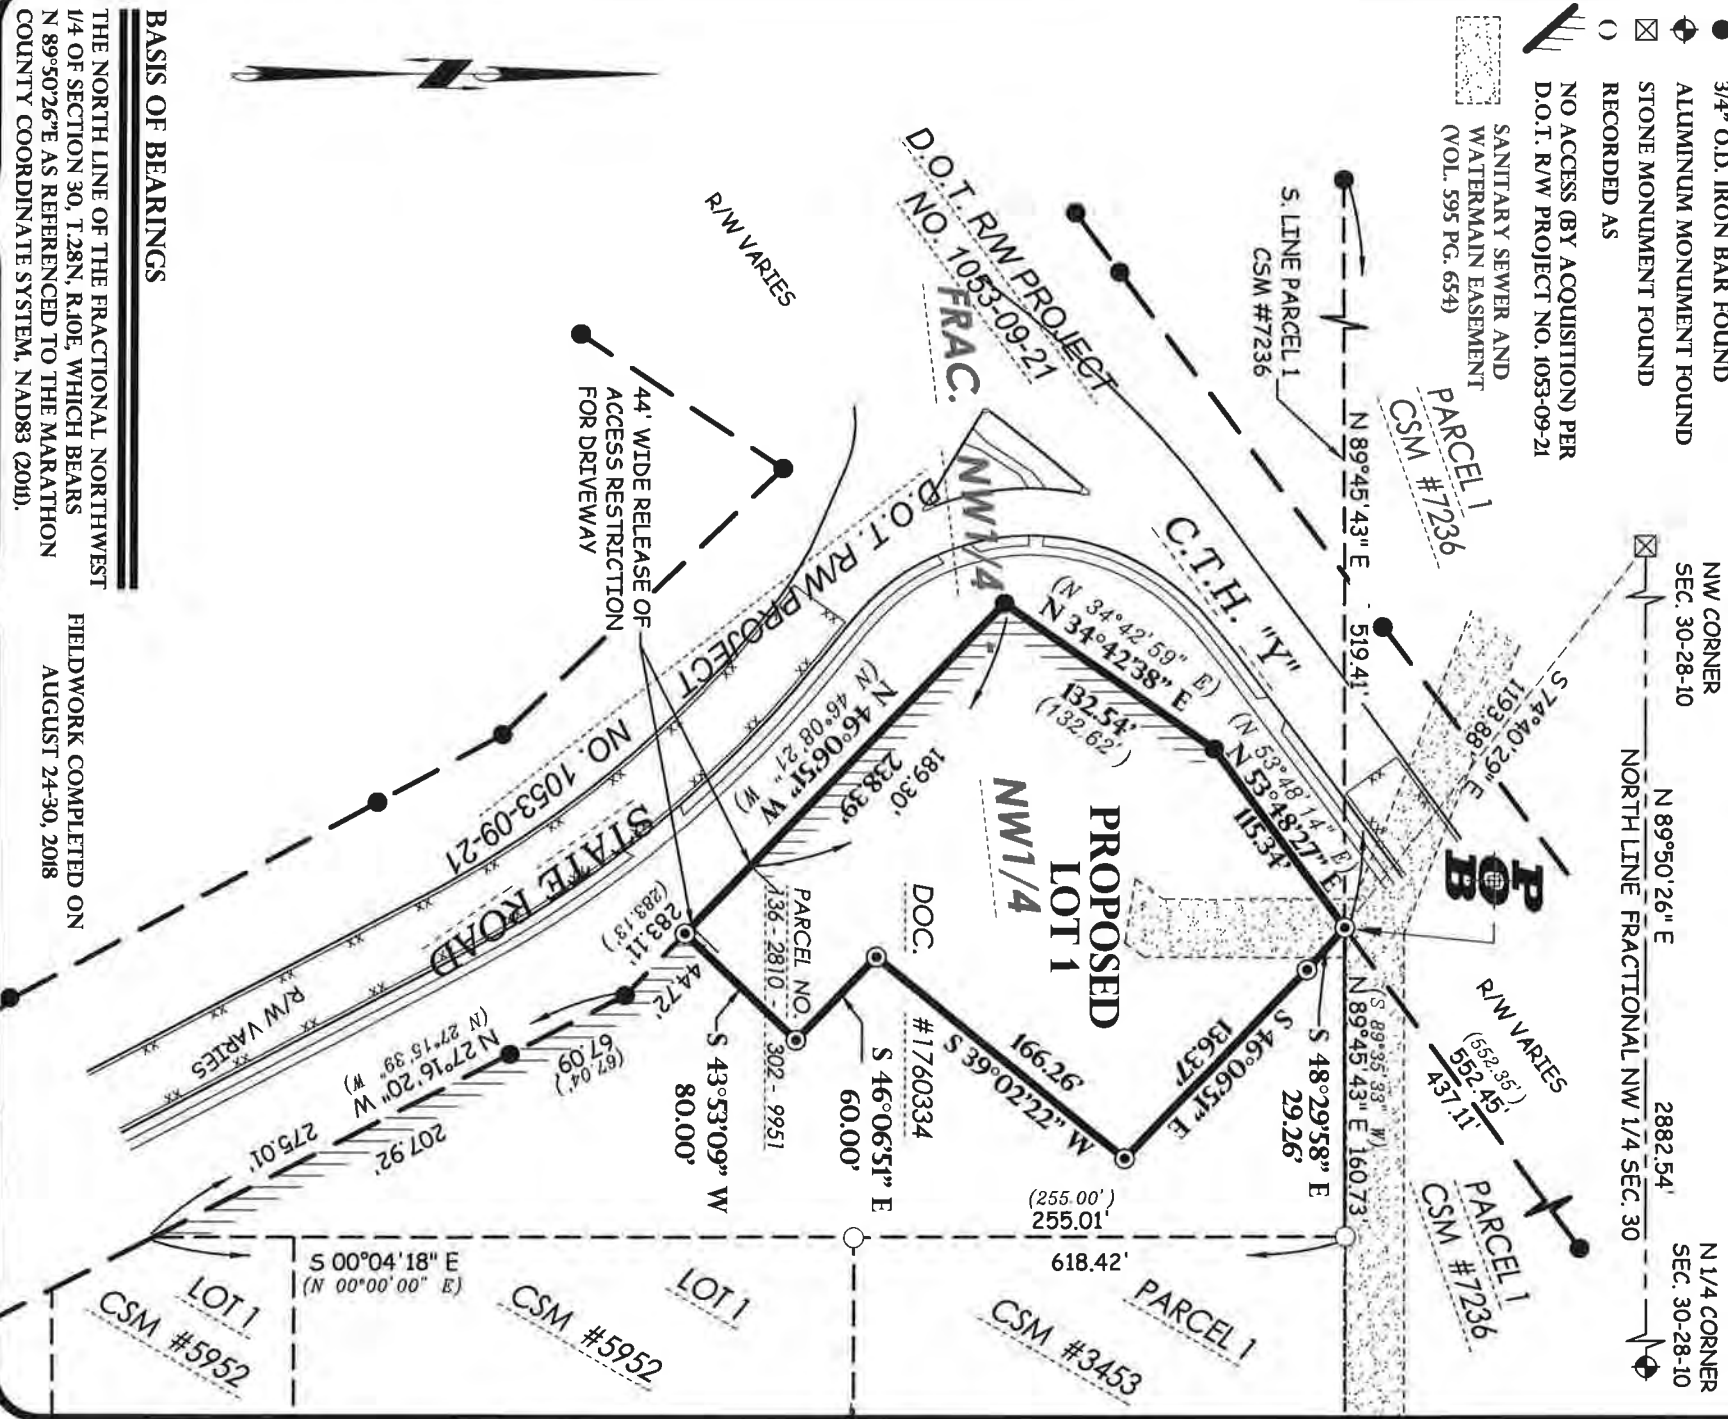 3/4" O.D. IRON BAR FOUND
ALUMINUM MONUMENT FOUND
STONE MONUMENT FOUND
( ) RECORDED AS
NO ACCESS (BY ACQUISITION) PER
D.O.T. R/W PROJECT NO. 1053-09-21
SANITARY SEWER AND
WATERMAIN EASEMENT
(VOL. 595 PG. 654)
NW CORNER
SEC. 30-28-10
N 89°50'26" E
2882.54'
NORTH LINE FRACTIONAL NW 1/4 SEC. 30
N 1/4 CORNER
SEC. 30-28-10
S 74°40'29" E
1193.88'
PARCEL 1
CSM #7236
S. LINE PARCEL 1
CSM #7236
N 89°45'43" E - 519.41'
POB
R/W VARIES
(552.35')
552.45'
437.11'
PARCEL 1
CSM #7236
(S 89°35'33" W)
N 89°45'43" E 160.73'
D.O.T. R/W PROJECT
NO. 1053-09-21
C.T.H. "Y"
FRAC. NW1/4
NW1/4
(N 34°42'59" E)
N 34°42'38" E
132.54'
(132.62')
(N 53°48'14" E)
N 53°48'27" E
115.34'
PROPOSED
LOT 1
S 48°29'58" E
29.26'
S 46°06'51" E
136.37'
S 39°02'22" W
166.26'
DOC. #1760334
S 46°06'51" E
60.00'
PARCEL NO.
136 - 2810 - 302 - 9951
S 43°53'09" W
80.00'
189.30'
238.39'
N 46°06'51" W
(N 46°08'21" W)
44.72'
283.11'
(283.13')
R/W VARIES
44' WIDE RELEASE OF
ACCESS RESTRICTION
FOR DRIVEWAY
D.O.T. R/W PROJECT
NO. 1053-09-21
STATE ROAD
R/W VARIES
(67.04')
67.09
N 27°16'20" W
(N 27°15'39" W)
207.92'
275.01'
(255.00')
255.01'
618.42'
S 00°04'18" E
(N 00°00'00" E)
PARCEL 1
CSM #3453
LOT 1
CSM #5952
LOT 1
CSM #5952
BASIS OF BEARINGS
THE NORTH LINE OF THE FRACTIONAL NORTHWEST
1/4 OF SECTION 30, T.28N, R.10E, WHICH BEARS
N 89°50'26"E AS REFERENCED TO THE MARATHON
COUNTY COORDINATE SYSTEM, NAD83 (2011).
FIELDWORK COMPLETED ON
AUGUST 24-30, 2018